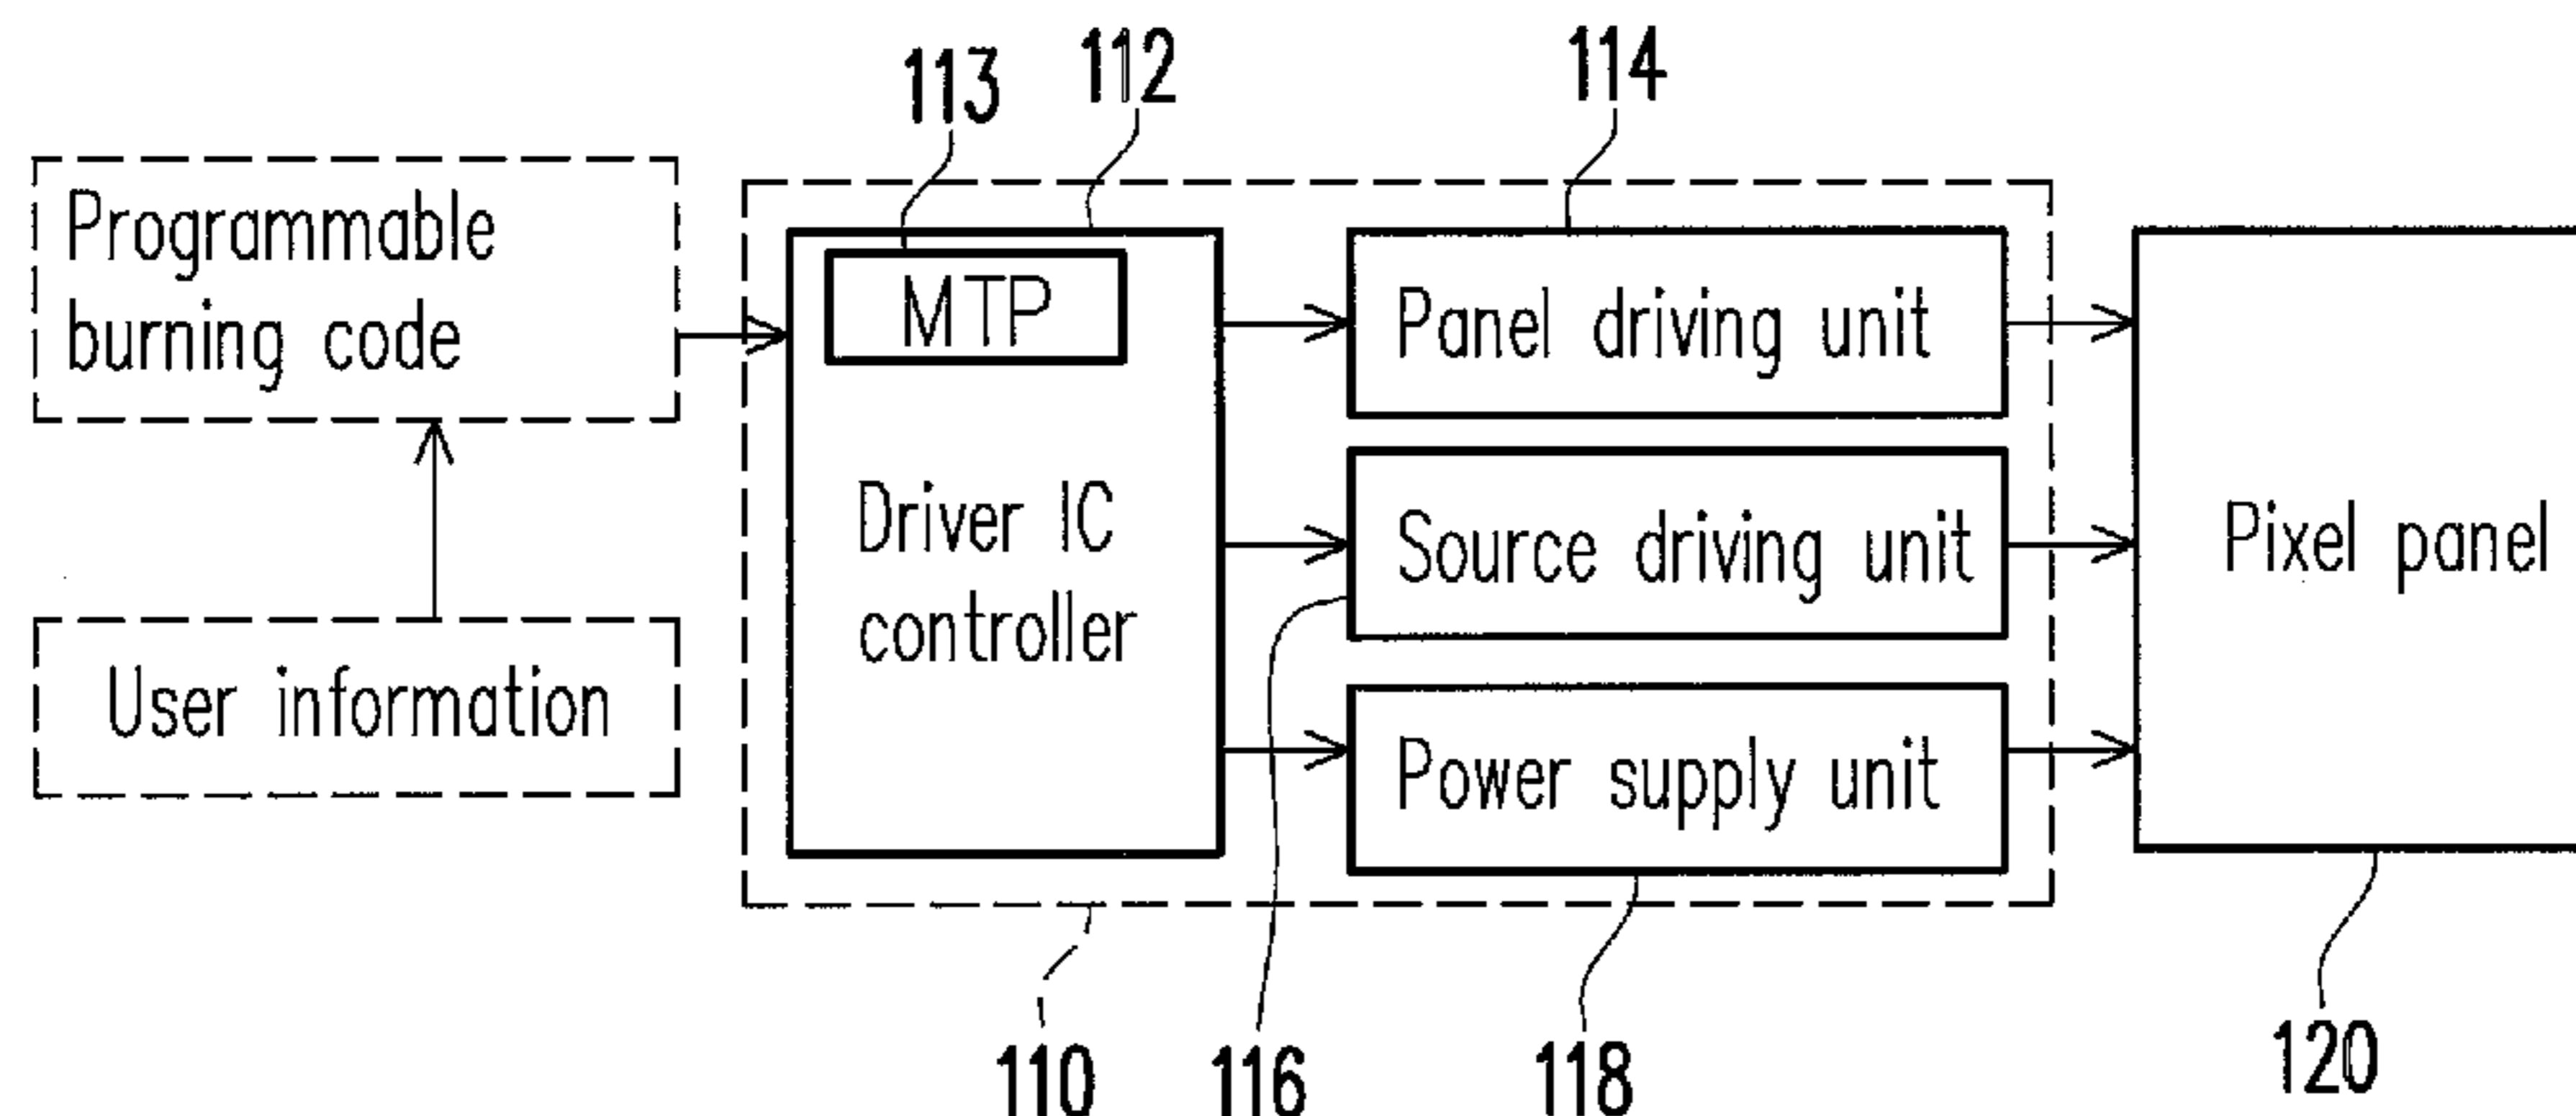 113
112
114
Programmable
burning code
MTP
Panel driving unit
Driver IC
controller
Source driving unit
Pixel panel
User information
Power supply unit
110
116
118
120